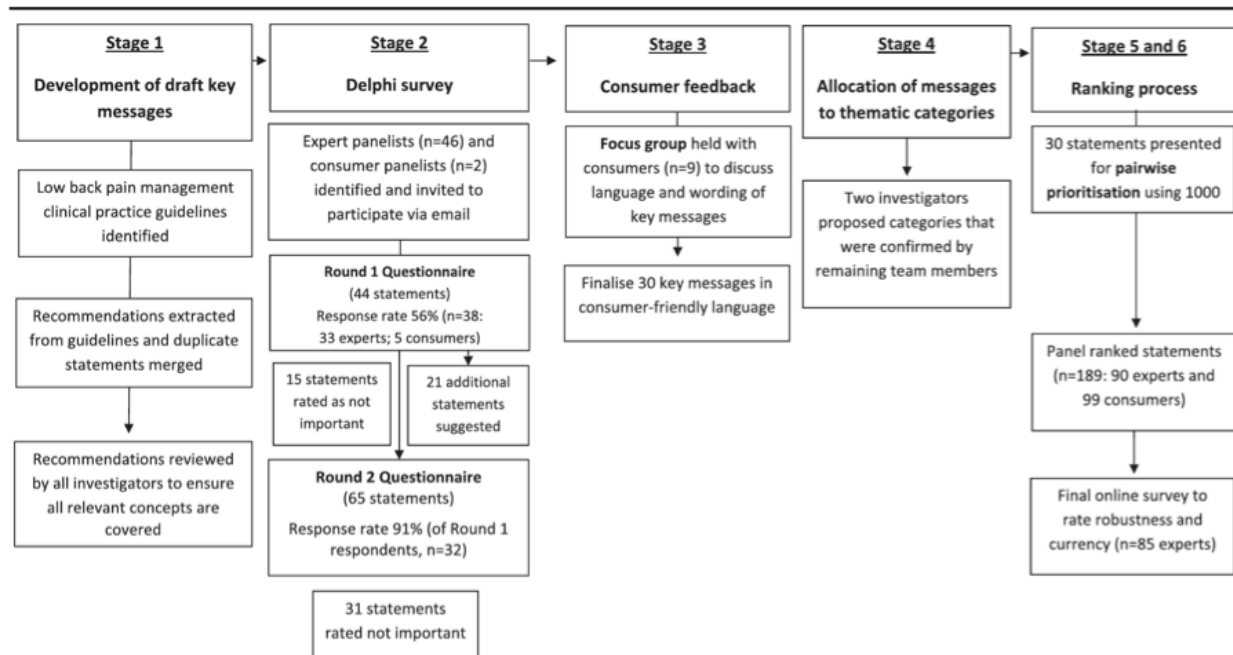 Stage 1
Development of draft key
messages
Low back pain management
clinical practice guidelines
identified
Recommendations extracted
from guidelines and duplicate
statements merged
Recommendations reviewed
by all investigators to ensure
all relevant concepts are
covered
Stage 2
Delphi survey
Expert panelists (n=46) and
consumer panelists (n=2)
identified and invited to
participate via email
Round 1 Questionnaire
(44 statements)
Response rate 56% (n=38:
33 experts; 5 consumers)
15 statements
rated as not
important
21 additional
statements
suggested
Round 2 Questionnaire
(65 statements)
Response rate 91% (of Round 1
respondents, n=32)
31 statements
rated not important
Stage 3
Consumer feedback
Focus group held with
consumers (n=9) to discuss
language and wording of
key messages
Finalise 30 key messages in
consumer-friendly language
Stage 4
Allocation of messages
to thematic categories
Two investigators
proposed categories that
were confirmed by
remaining team members
Stage 5 and 6
Ranking process
30 statements presented
for pairwise
prioritisation using 1000
Panel ranked statements
(n=189: 90 experts and
99 consumers)
Final online survey to
rate robustness and
currency (n=85 experts)